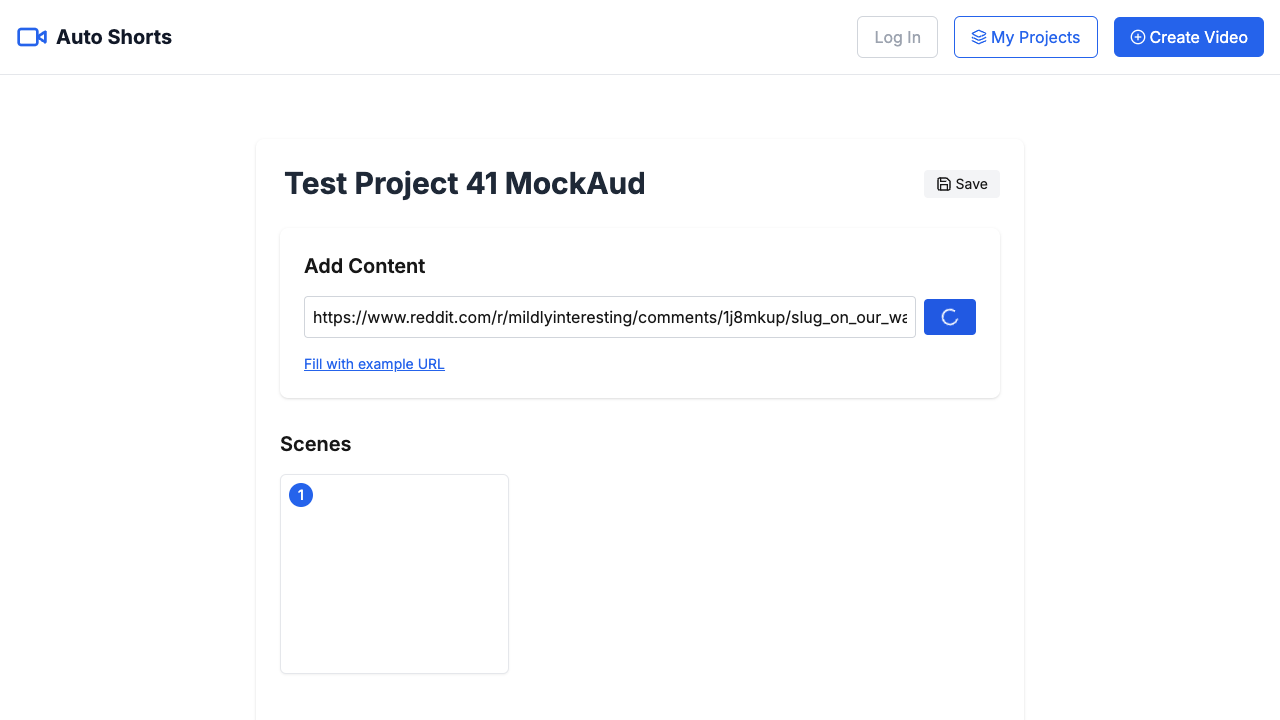 Auto Shorts
Log In
My Projects
Create Video
Test Project 41 MockAud
Save
Add Content
https://www.reddit.com/r/mildlyinteresting/comments/1j8mkup/slug_on_our_wa
Fill with example URL
Scenes
1